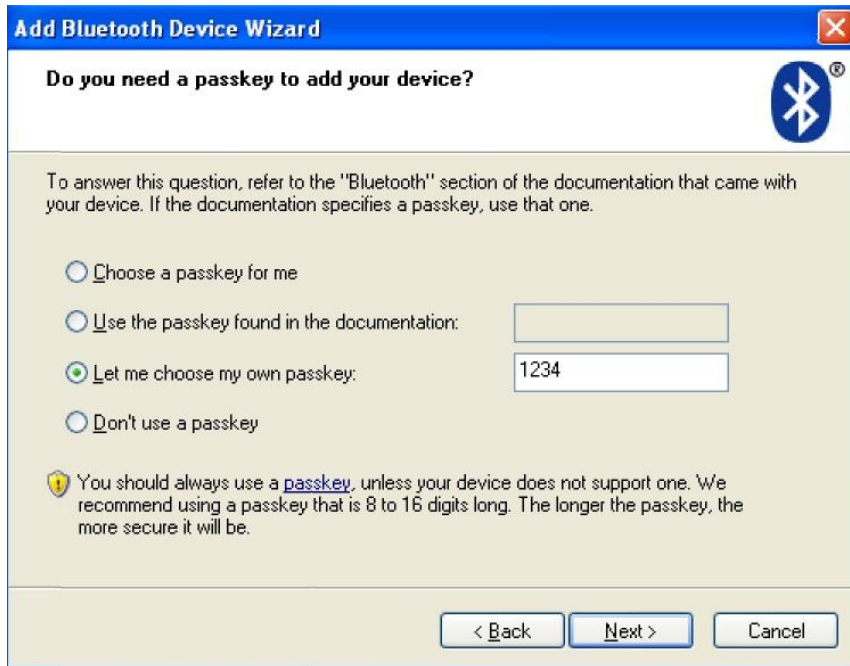 Add Bluetooth Device Wizard
Do you need a passkey to add your device?
®
To answer this question, refer to the "Bluetooth" section of the documentation that came with
your device. If the documentation specifies a passkey, use that one.
Choose a passkey for me
Use the passkey found in the documentation:
Let me choose my own passkey: 1234
Don't use a passkey
You should always use a passkey, unless your device does not support one. We
recommend using a passkey that is 8 to 16 digits long. The longer the passkey, the
more secure it will be.
< Back Next > Cancel